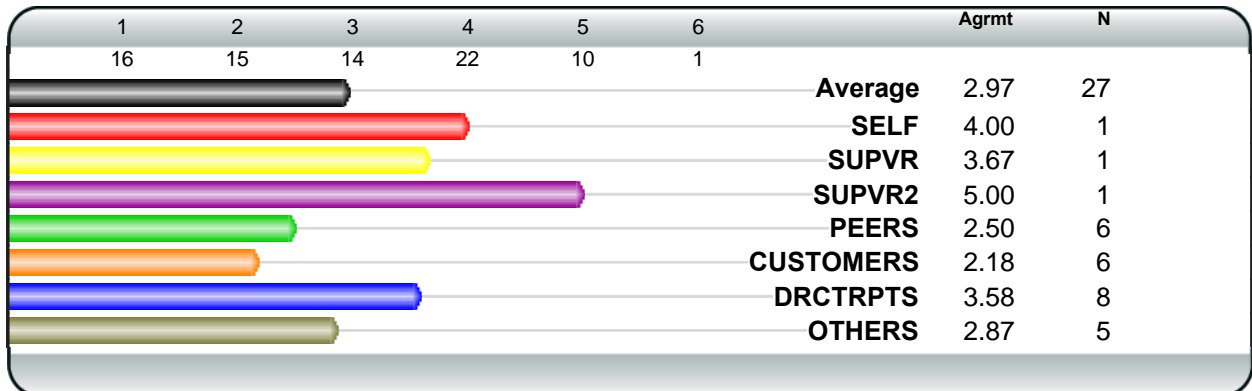 1 2 3 4 5 6 Agrmt N
16 15 14 22 10 1
Average 2.97 27
SELF 4.00 1
SUPVR 3.67 1
SUPVR2 5.00 1
PEERS 2.50 6
CUSTOMERS 2.18 6
DRCTRPTS 3.58 8
OTHERS 2.87 5